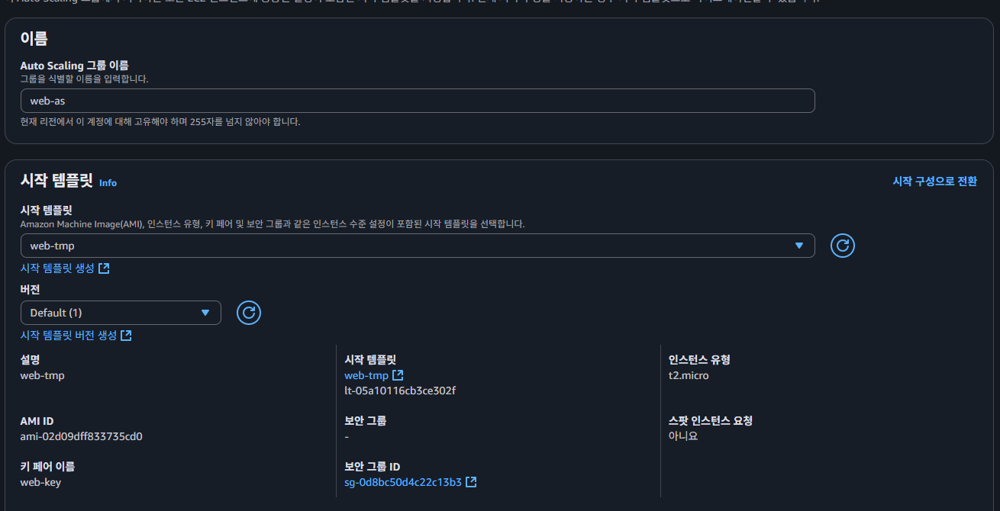 이름
Auto Scaling 그룹 이름
그룹을 식별할 이름을 입력합니다.
web-as
현재 리전에서 이 계정에 대해 고유해야 하며 255자를 넘지 않아야 합니다.
시작 템플릿 Info
시작 구성으로 전환
시작 템플릿
Amazon Machine Image(AMI), 인스턴스 유형, 키 페어 및 보안 그룹과 같은 인스턴스 수준 설정이 포함된 시작 템플릿을 선택합니다.
web-tmp
시작 템플릿 생성
버전
Default (1)
시작 템플릿 버전 생성
설명
web-tmp
시작 템플릿
web-tmp
lt-05a10116cb3ce302f
인스턴스 유형
t2.micro
AMI ID
ami-02d09dff833735cd0
보안 그룹
-
스팟 인스턴스 요청
아니요
키 페어 이름
web-key
보안 그룹 ID
sg-0d8bc50d4c22c13b3